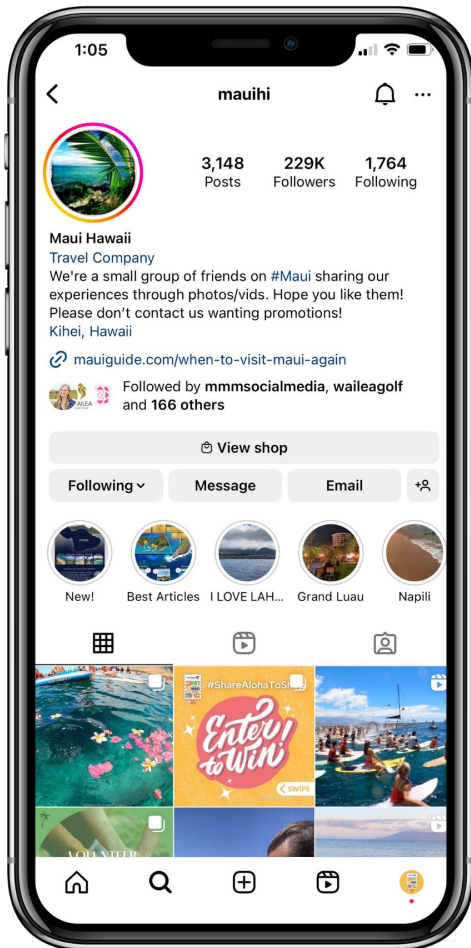 1:05
mauihi
3,148 229K 1,764
Posts Followers Following
Maui Hawaii
Travel Company
We're a small group of friends on #Maui sharing our
experiences through photos/vids. Hope you like them!
Please don’t contact us wanting promotions!
Kihei, Hawaii
mauiguide.com/when-to-visit-maui-again
AILEA
Followed by mmmsocialmedia, waileagolf
and 166 others
View shop
Following Message Email
New! Best Articles I LOVE LAH... Grand Luau Napili
Enter
to Win!
SWIPE
VOLUNTEER